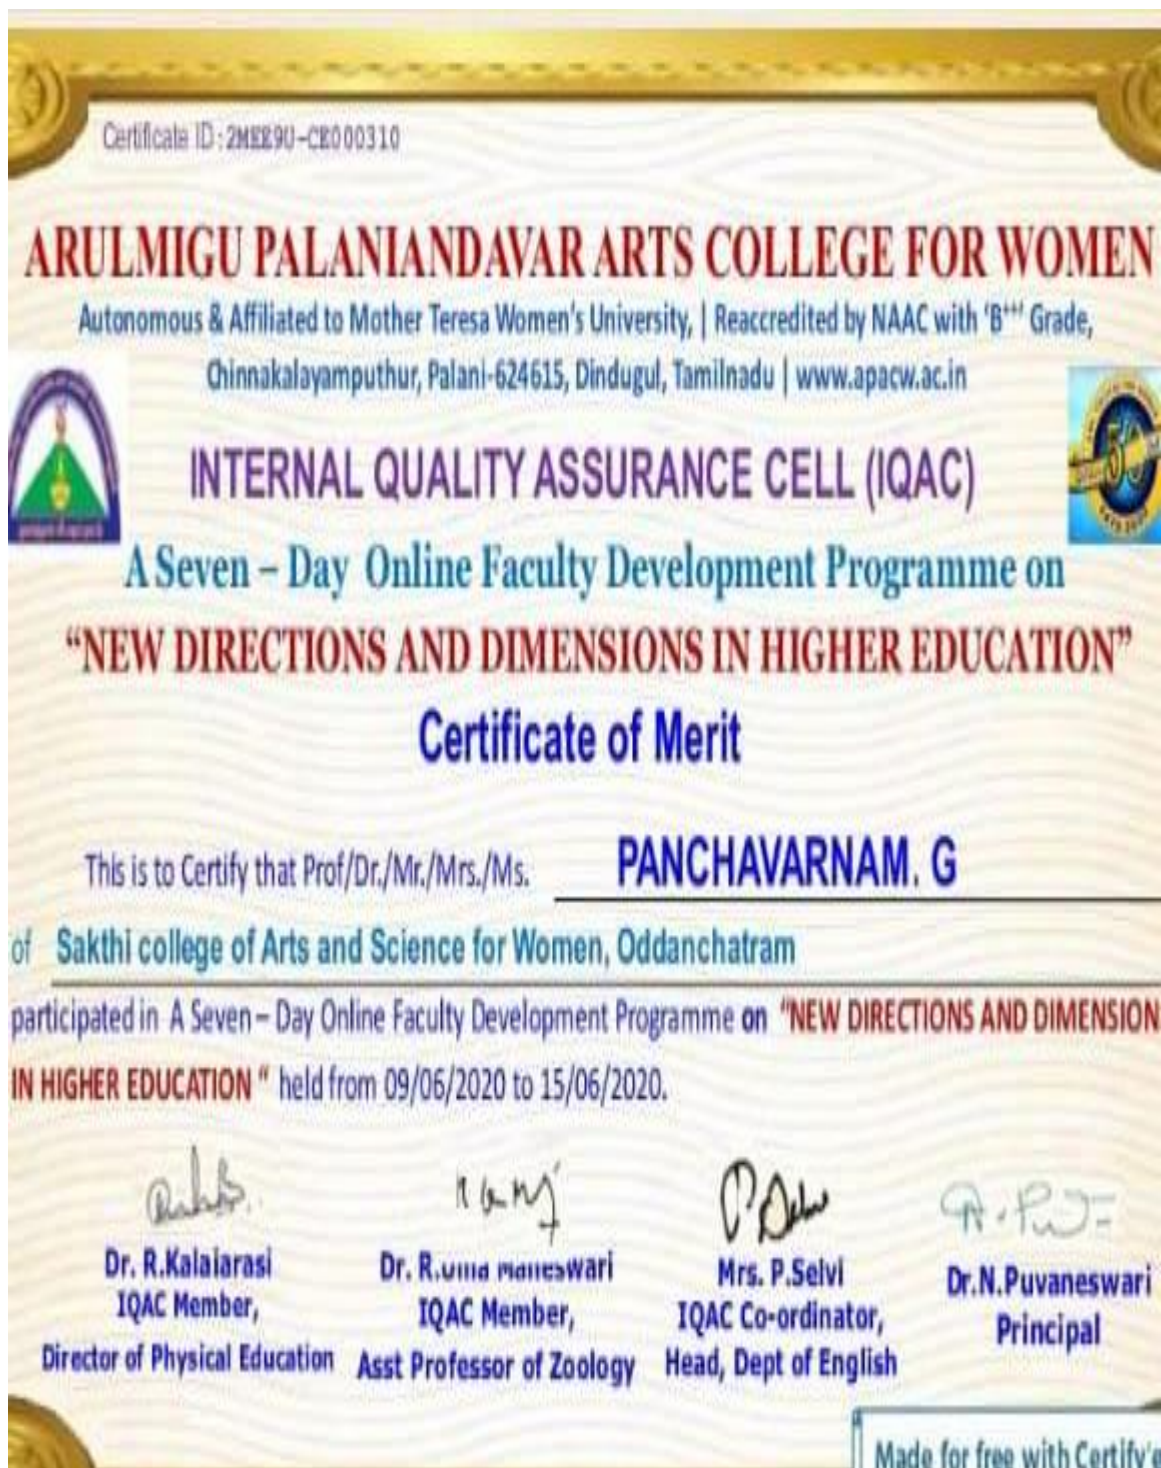 Certificate ID : 2MEE9U-CE000310
ARULMIGU PALANIANDAVAR ARTS COLLEGE FOR WOMEN
Autonomous & Affiliated to Mother Teresa Women's University, | Reaccredited by NAAC with 'B++' Grade,
Chinnakalayamputhur, Palani-624615, Dindugul, Tamilnadu | www.apacw.ac.in
INTERNAL QUALITY ASSURANCE CELL (IQAC)
A Seven – Day Online Faculty Development Programme on
“NEW DIRECTIONS AND DIMENSIONS IN HIGHER EDUCATION”
Certificate of Merit
This is to Certify that Prof/Dr./Mr./Mrs./Ms. PANCHAVARNAM. G
of Sakthi college of Arts and Science for Women, Oddanchatram
participated in A Seven – Day Online Faculty Development Programme on “NEW DIRECTIONS AND DIMENSION
IN HIGHER EDUCATION “ held from 09/06/2020 to 15/06/2020.
Dr. R.Kalaiarasi Dr. R. Mrs. P.Selvi Dr.N.Puvaneswari
IQAC Member, IQAC Member, IQAC Co-ordinator, Principal
Director of Physical Education Asst Professor of Zoology Head, Dept of English
Made for free with Certify'e